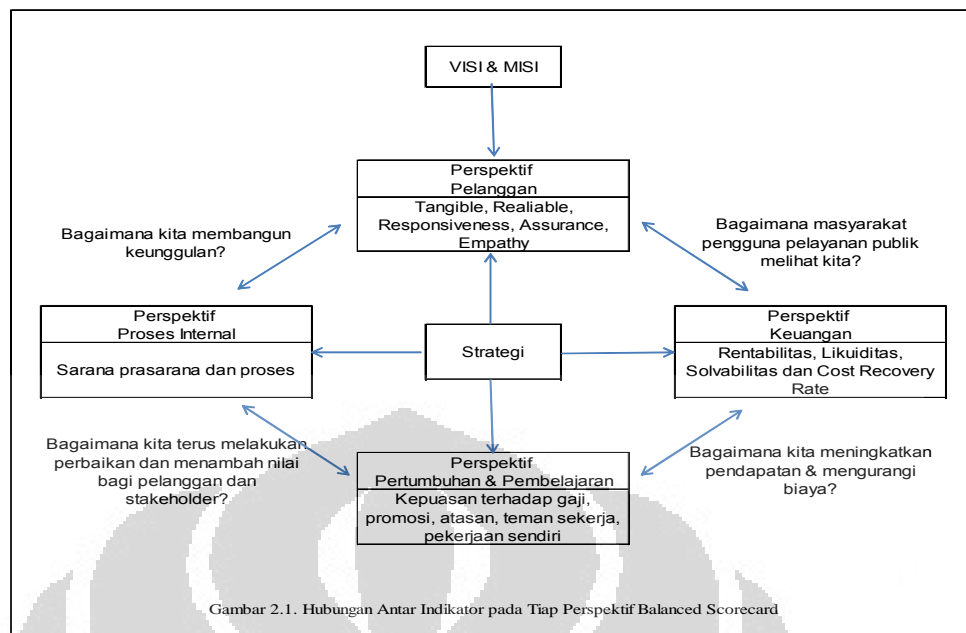 VISI & MISI
Perspektif
Pelanggan
Tangible, Realiable,
Responsiveness, Assurance,
Empathy
Bagaimana kita membangun
keunggulan?
Bagaimana masyarakat
pengguna pelayanan publik
melihat kita?
Perspektif
Proses Internal
Sarana prasarana dan proses
Strategi
Perspektif
Keuangan
Rentabilitas, Likuiditas,
Solvabilitas dan Cost Recovery
Rate
Bagaimana kita terus melakukan
perbaikan dan menambah nilai
bagi pelanggan dan
stakeholder?
Perspektif
Pertumbuhan & Pembelajaran
Kepuasan terhadap gaji,
promosi, atasan, teman sekerja,
pekerjaan sendiri
Bagaimana kita meningkatkan
pendapatan & mengurangi
biaya?
Gambar 2.1. Hubungan Antar Indikator pada Tiap Perspektif Balanced Scorecard